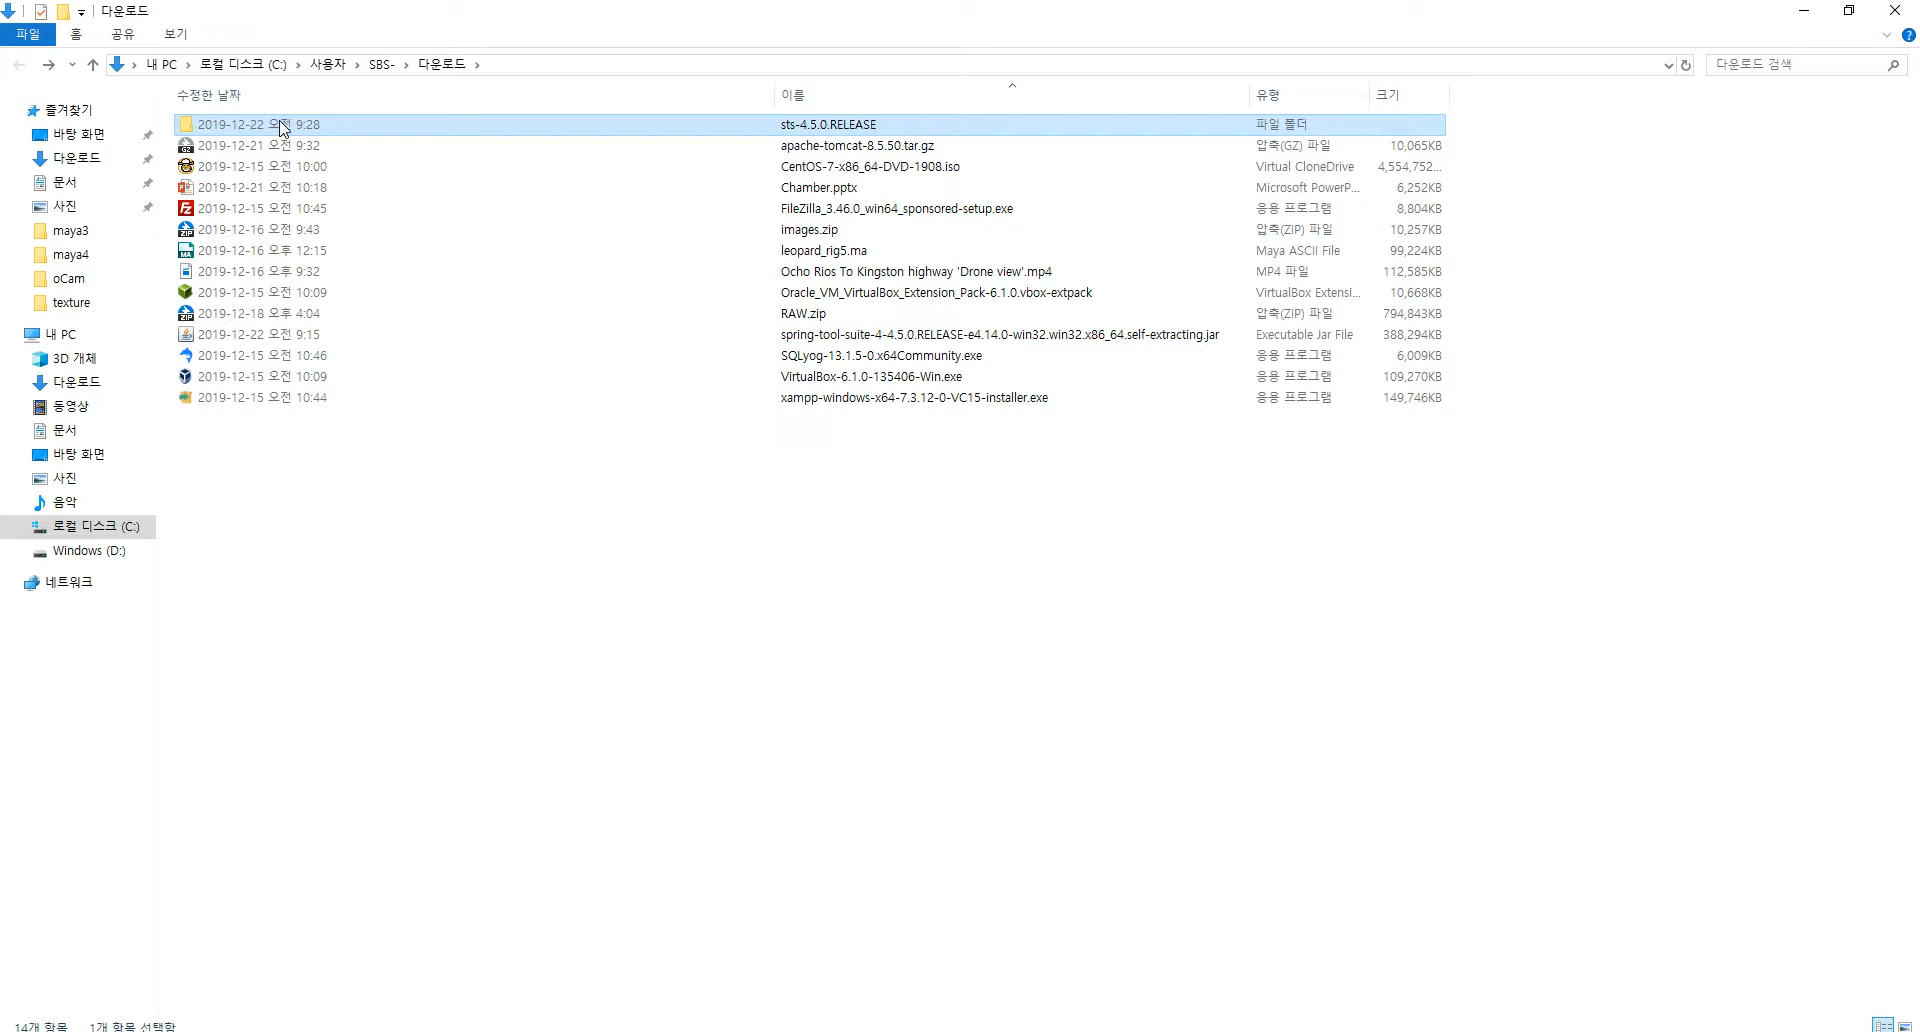 다운로드
파일 홈 공유 보기
내 PC 로컬 디스크 (C:) 사용자 SBS- 다운로드
다운로드 검색
수정한 날짜 이름 유형 크기
즐겨찾기
바탕 화면
다운로드
문서
사진
maya3
maya4
oCam
texture
내 PC
3D 개체
다운로드
동영상
문서
바탕 화면
사진
음악
로컬 디스크 (C:)
Windows (D:)
네트워크
2019-12-22 오전 9:28 sts-4.5.0.RELEASE 파일 폴더
2019-12-21 오전 9:32 apache-tomcat-8.5.50.tar.gz 압축(GZ) 파일 10,065KB
2019-12-15 오전 10:00 CentOS-7-x86_64-DVD-1908.iso Virtual CloneDrive 4,554,752...
2019-12-21 오전 10:18 Chamber.pptx Microsoft PowerP... 6,252KB
2019-12-15 오전 10:45 FileZilla_3.46.0_win64_sponsored-setup.exe 응용 프로그램 8,804KB
2019-12-16 오전 9:43 images.zip 압축(ZIP) 파일 10,257KB
2019-12-16 오후 12:15 leopard_rig5.ma Maya ASCII File 99,224KB
2019-12-16 오후 9:32 Ocho Rios To Kingston highway 'Drone view'.mp4 MP4 파일 112,585KB
2019-12-15 오전 10:09 Oracle_VM_VirtualBox_Extension_Pack-6.1.0.vbox-extpack VirtualBox Extensi... 10,668KB
2019-12-18 오후 4:04 RAW.zip 압축(ZIP) 파일 794,843KB
2019-12-22 오전 9:15 spring-tool-suite-4-4.5.0.RELEASE-e4.14.0-win32.win32.x86_64.self-extracting.jar Executable Jar File 388,294KB
2019-12-15 오전 10:46 SQLyog-13.1.5-0.x64Community.exe 응용 프로그램 6,009KB
2019-12-15 오전 10:09 VirtualBox-6.1.0-135406-Win.exe 응용 프로그램 109,270KB
2019-12-15 오전 10:44 xampp-windows-x64-7.3.12-0-VC15-installer.exe 응용 프로그램 149,746KB
14개 항목 1개 항목 선택함